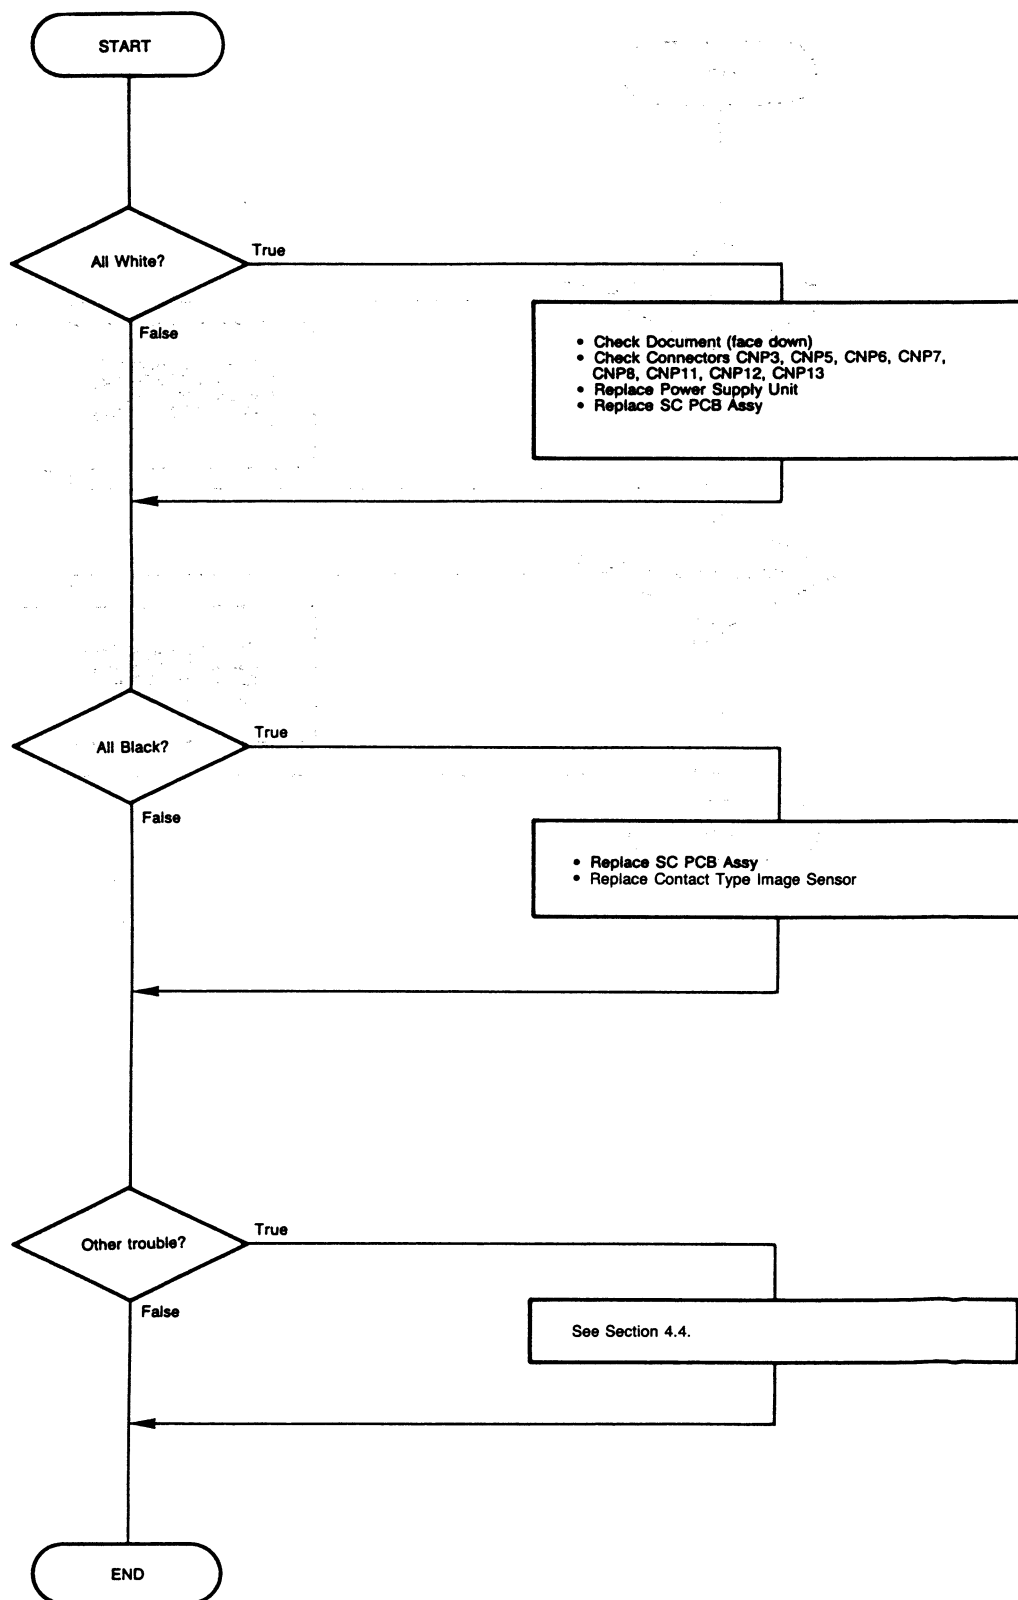 START
All White?
True
False
• Check Document (face down)
• Check Connectors CNP3, CNP5, CNP6, CNP7,
CNP8, CNP11, CNP12, CNP13
• Replace Power Supply Unit
• Replace SC PCB Assy
All Black?
True
False
• Replace SC PCB Assy
• Replace Contact Type Image Sensor
Other trouble?
True
False
See Section 4.4.
END